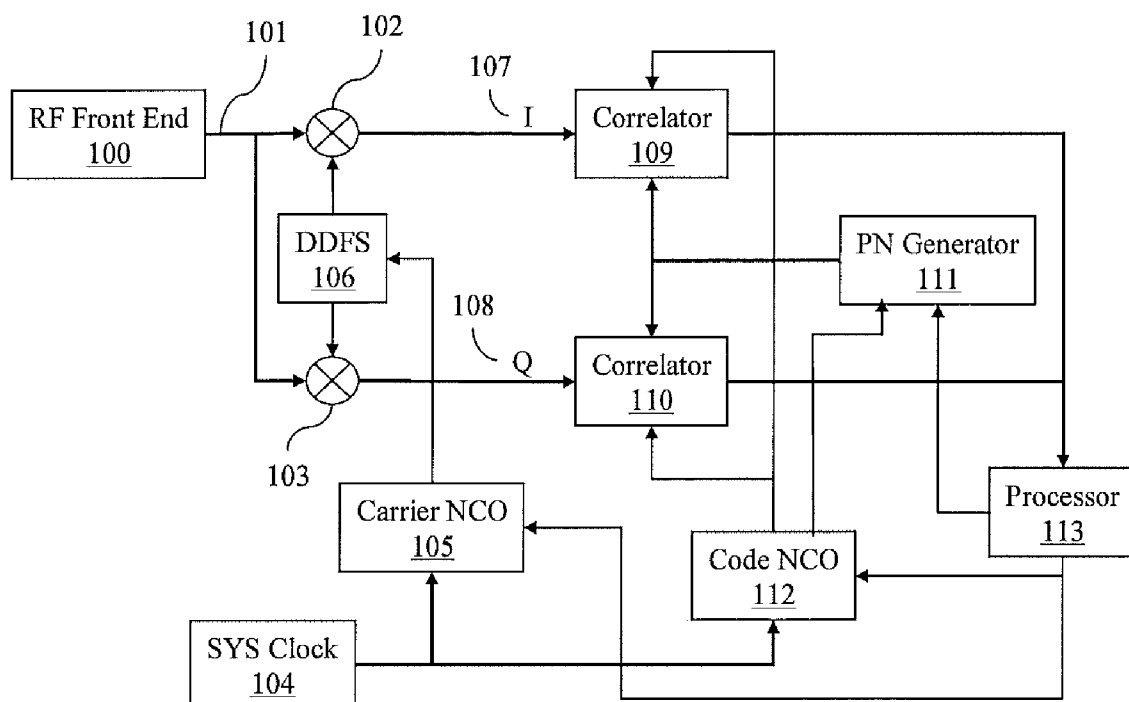 101
102
RF Front End
100
107
I
Correlator
109
DDFS
106
PN Generator
111
108
Q
Correlator
110
103
Carrier NCO
105
Processor
113
Code NCO
112
SYS Clock
104